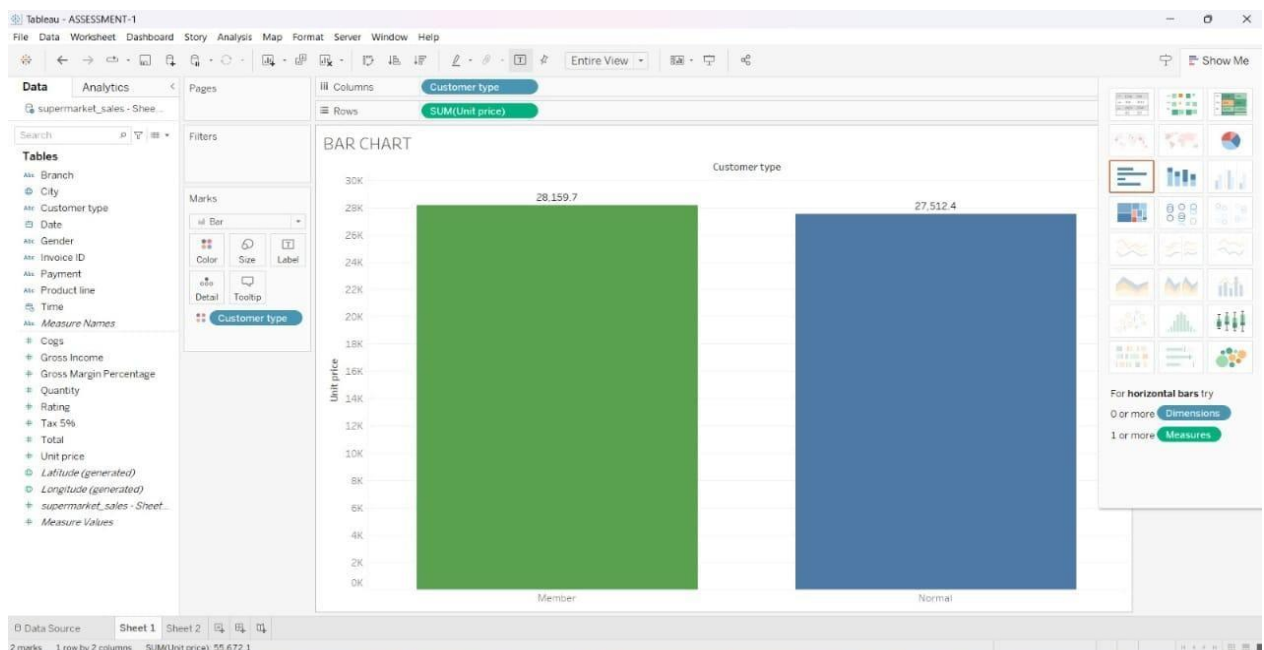 Tableau - ASSESSMENT-1
File Data Worksheet Dashboard Story Analysis Map Format Server Window Help
Entire View
Show Me
Data Analytics
supermarket_sales - Shee...
Search
Tables
Abc Branch
City
Abc Customer type
Date
Abc Gender
Abc Invoice ID
Abc Payment
Abc Product line
Time
Abc Measure Names
# Cogs
# Gross Income
# Gross Margin Percentage
# Quantity
# Rating
# Tax 5%
# Total
# Unit price
Latitude (generated)
Longitude (generated)
# supermarket_sales - Sheet...
# Measure Values
Pages
Filters
Marks
Bar
Color Size Label
Detail Tooltip
Customer type
Columns Customer type
Rows SUM(Unit price)
BAR CHART
Customer type
30K
28K
26K
24K
22K
20K
18K
16K
14K
12K
10K
8K
6K
4K
2K
0K
Unit price
28,159.7
27,512.4
Member Normal
For horizontal bars try
0 or more Dimensions
1 or more Measures
Data Source Sheet 1 Sheet 2
2 marks 1 row by 2 columns SUM(Unit price): 55,672.1